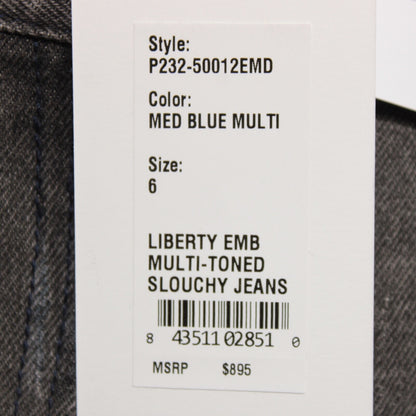 Style:
P232-50012EMD
Color:
MED BLUE MULTI
Size:
6
LIBERTY EMB
MULTI-TONED
SLOUCHY JEANS
8 43511 02851 0
MSRP $895